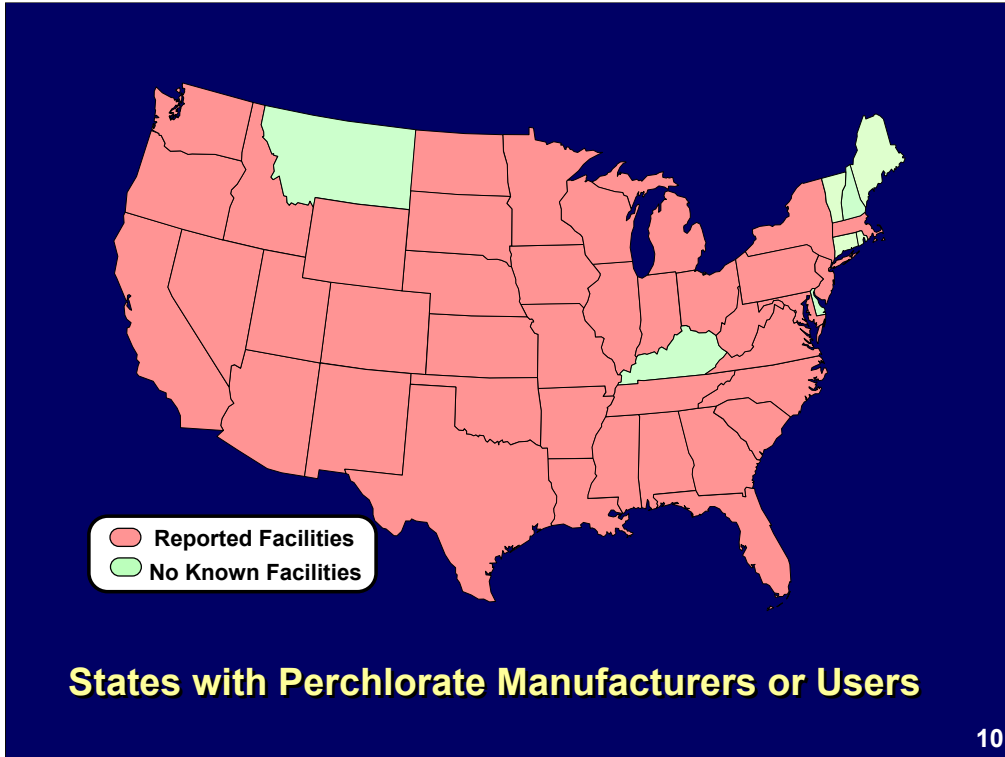 Reported Facilities
No Known Facilities
States with Perchlorate Manufacturers or Users
10